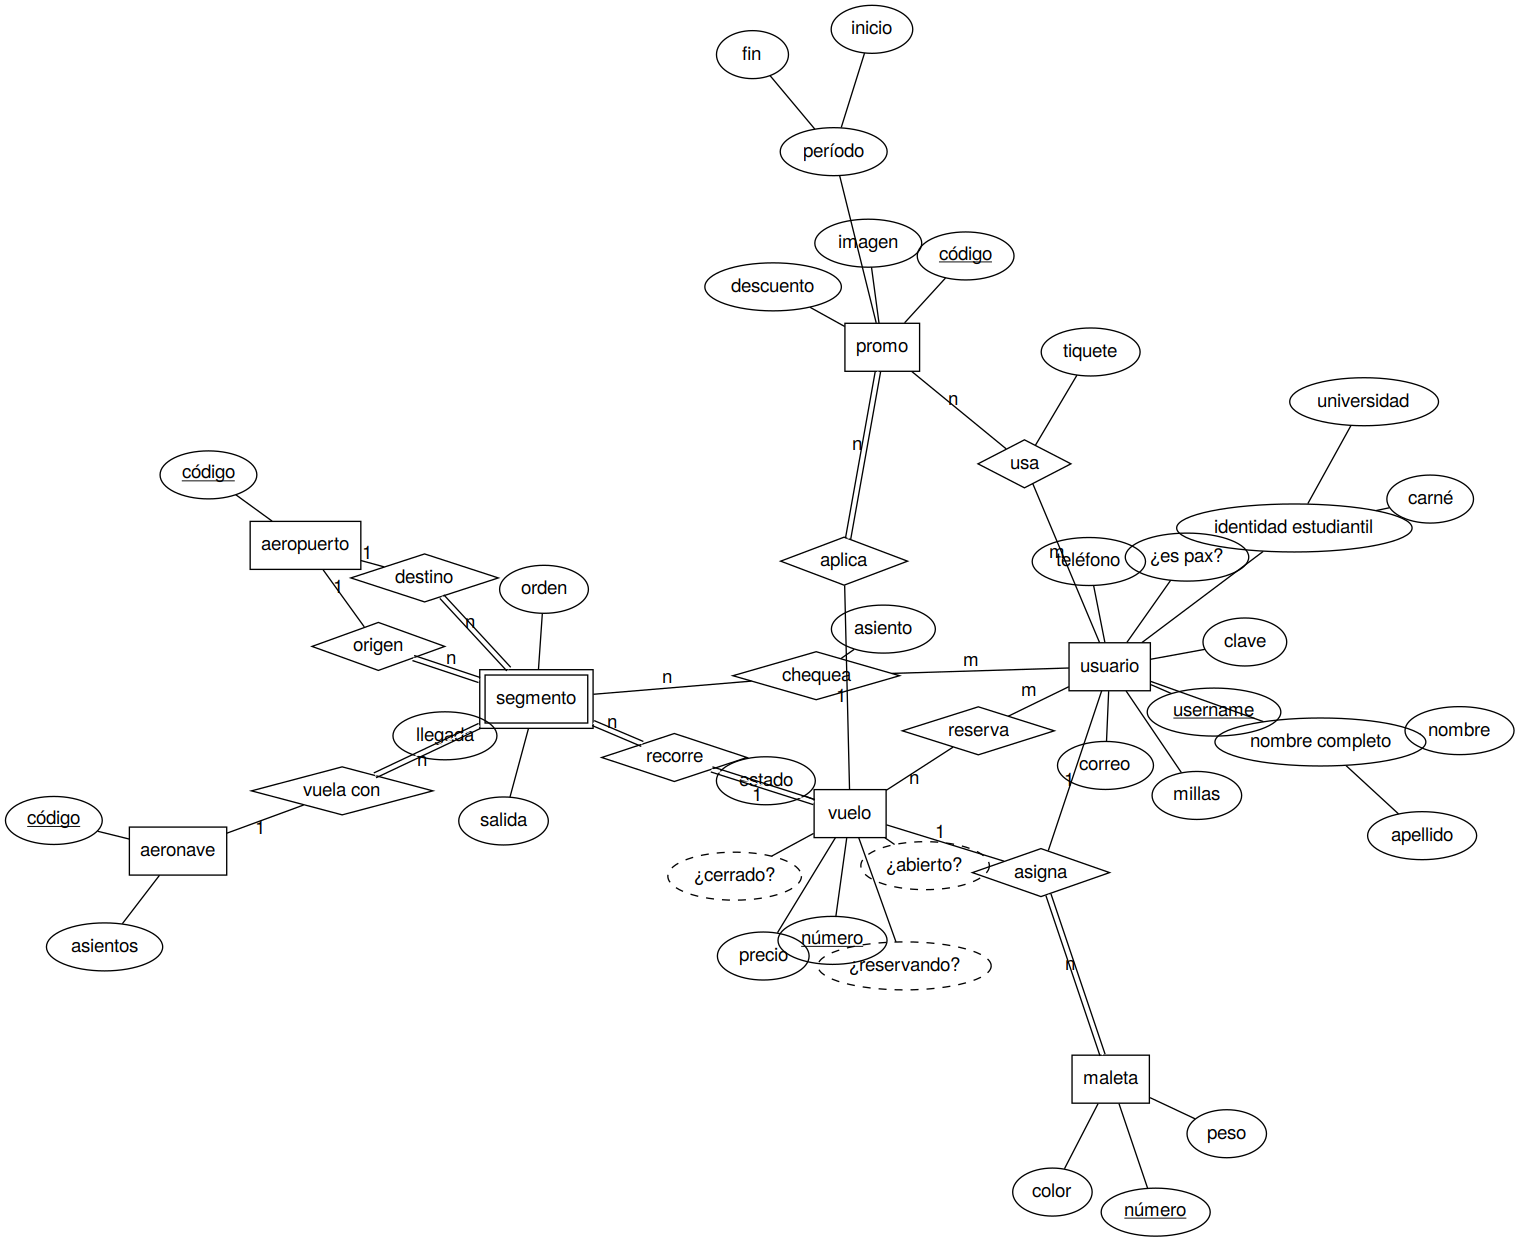 inicio
fin
período
imagen
código
descuento
promo
tiquete
n
universidad
n
usa
código
carné
identidad estudiantil
aeropuerto
1
m
teléfono
¿es pax?
aplica
destino
1
orden
n
asiento
clave
origen
n
m
usuario
n
chequea
m
segmento
1
username
n
reserva
nombre
llegada
nombre completo
recorre
n
correo
estado
1
n
1
vuela con
millas
código
1
salida
vuelo
1
apellido
aeronave
¿cerrado?
¿abierto?
asigna
asientos
número
precio
¿reservando?
n
maleta
peso
color
número